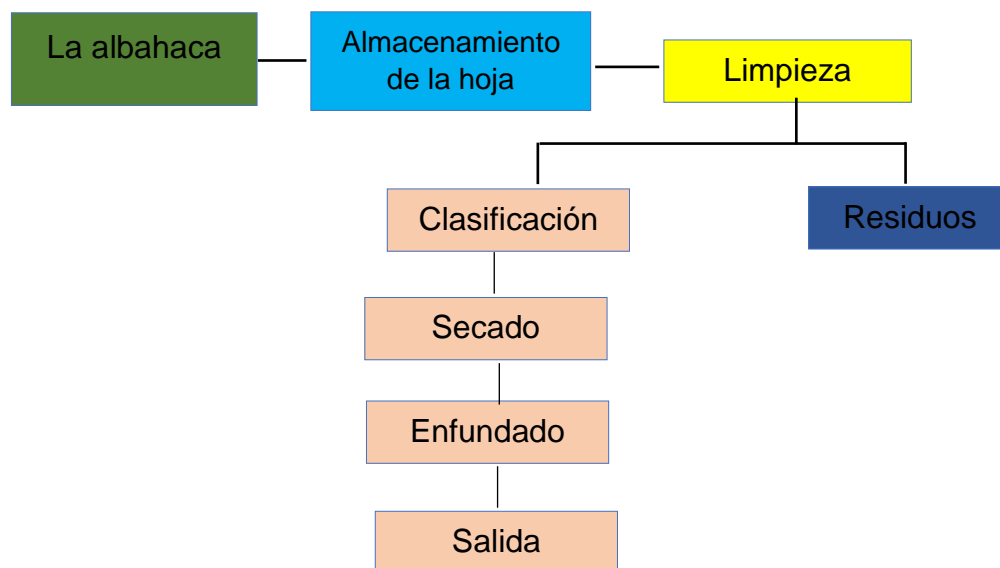 La albahaca
Almacenamiento
de la hoja
Limpieza
Clasificación
Residuos
Secado
Enfundado
Salida